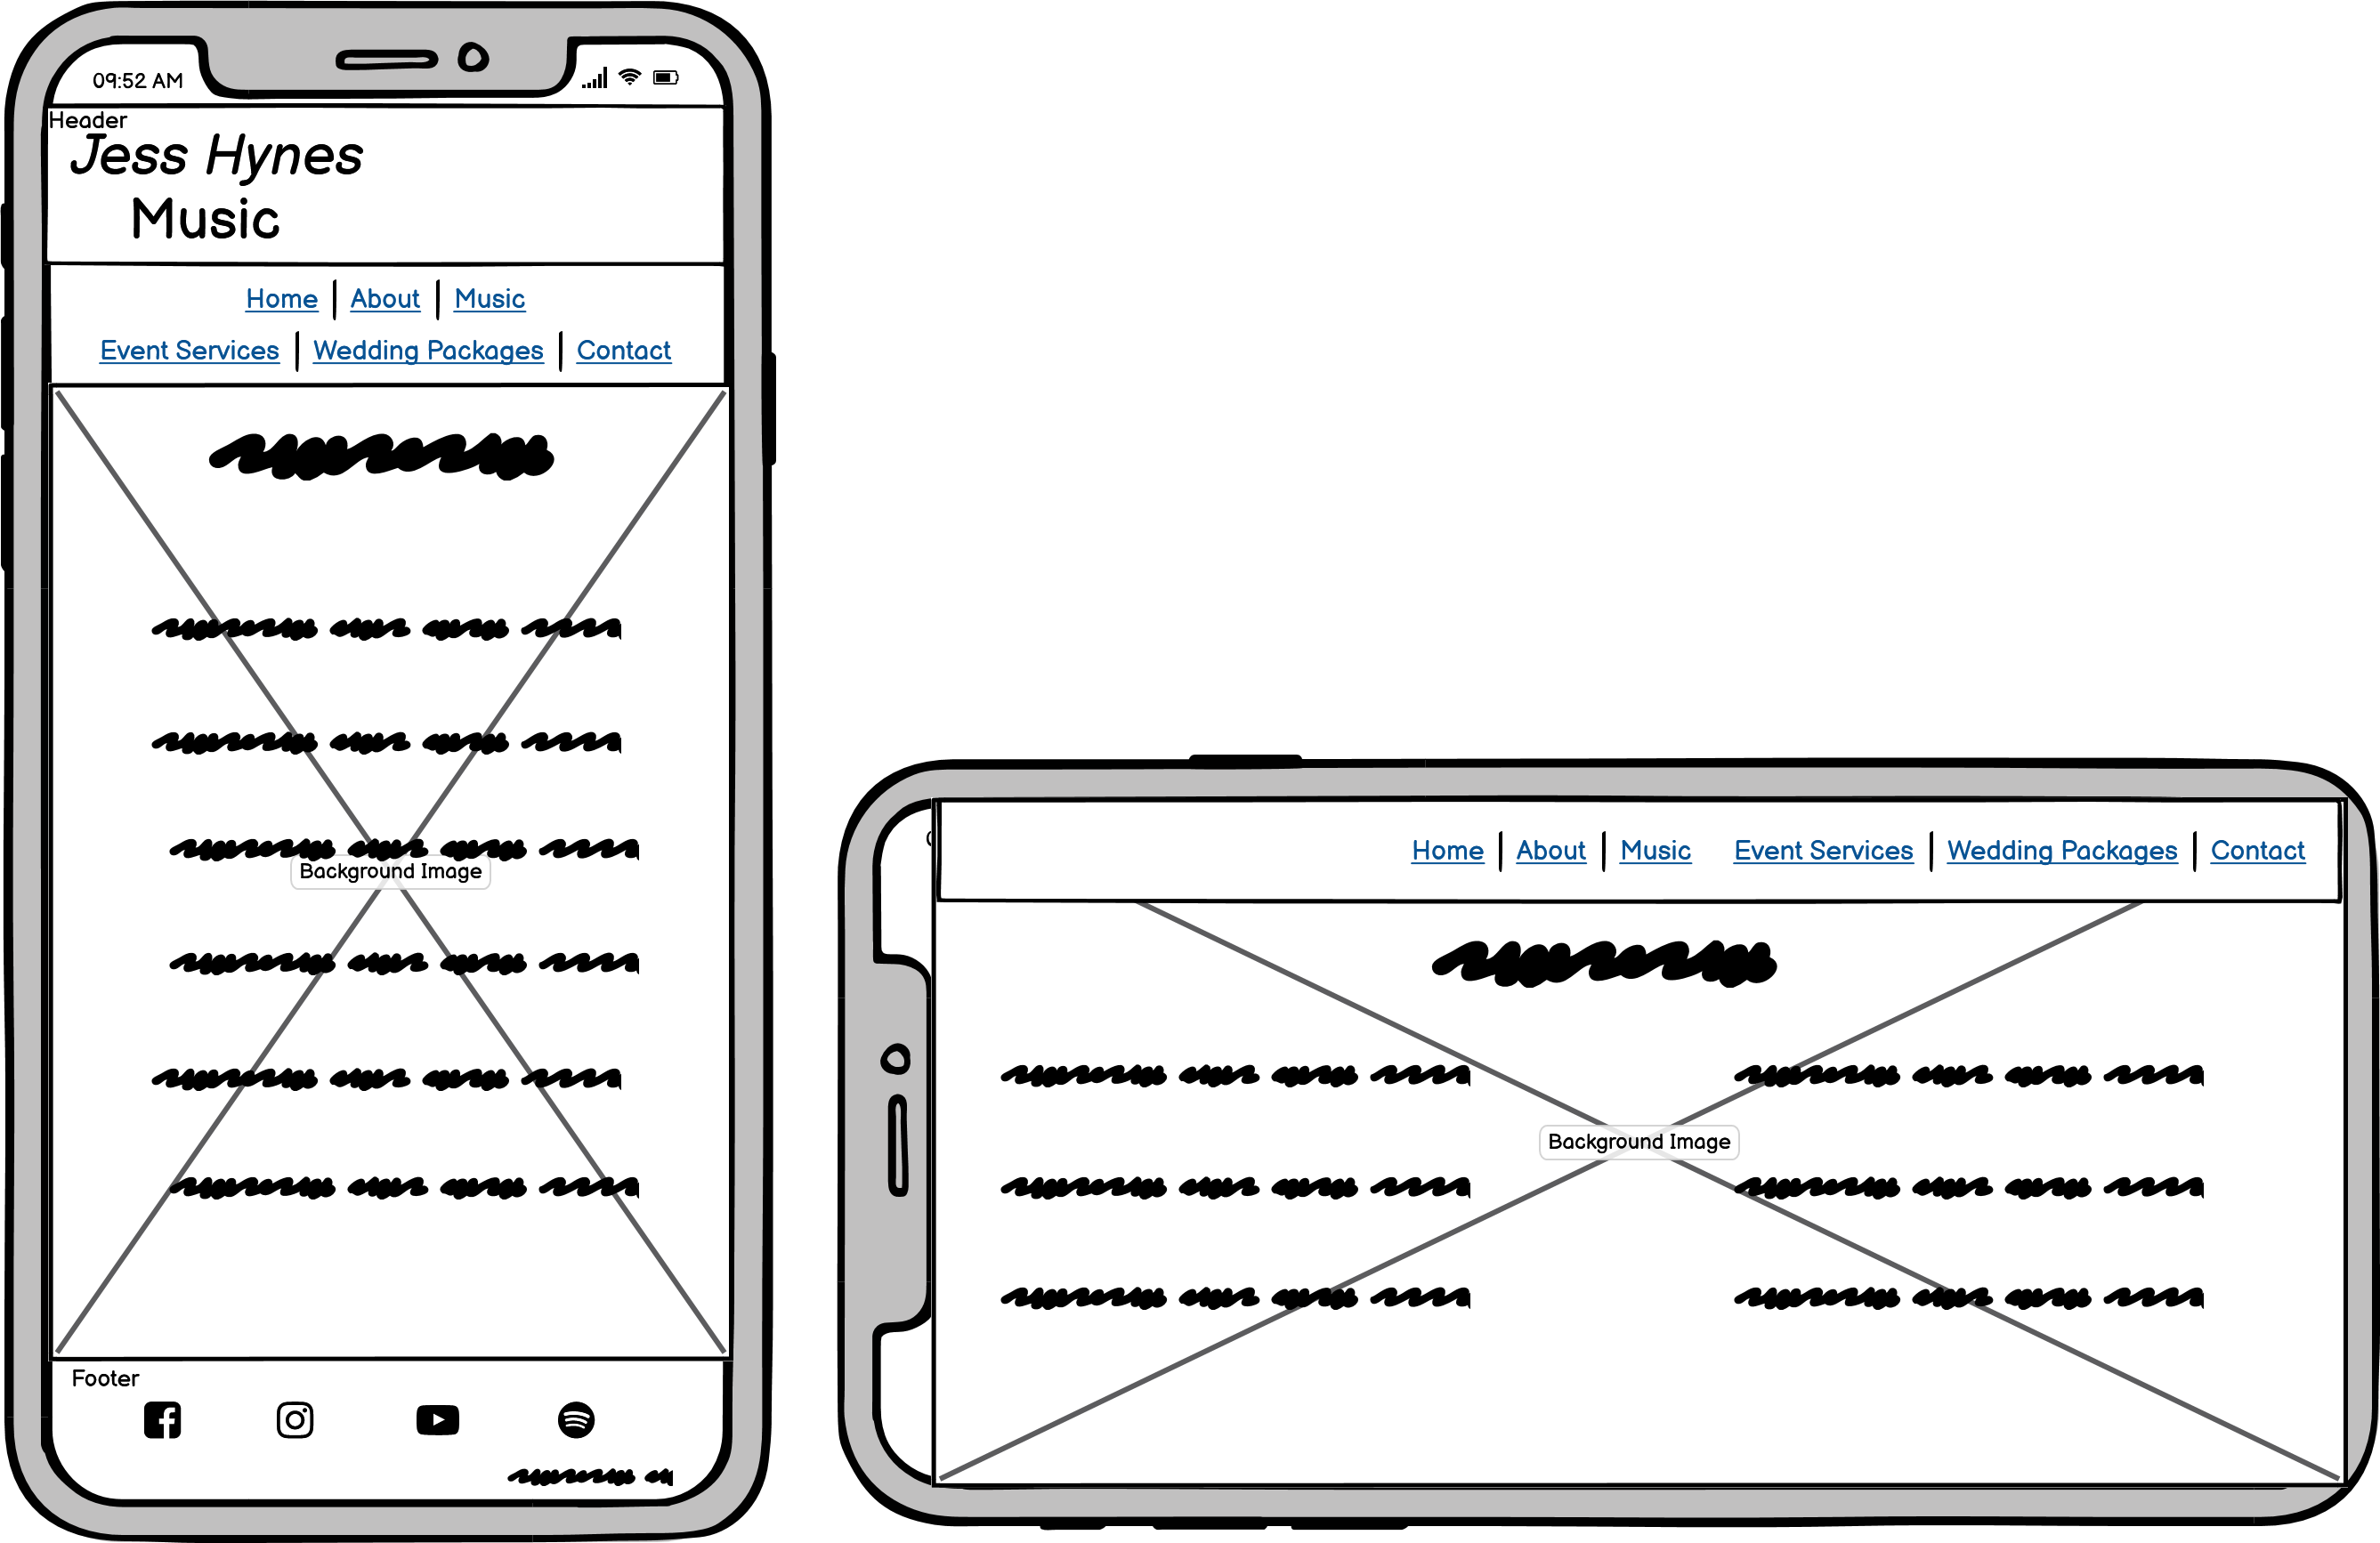 09:52 AM
Header
Jess Hynes
Music
Home | About | Music
Event Services | Wedding Packages | Contact
Background Image
Footer
Home | About | Music Event Services | Wedding Packages | Contact
Background Image